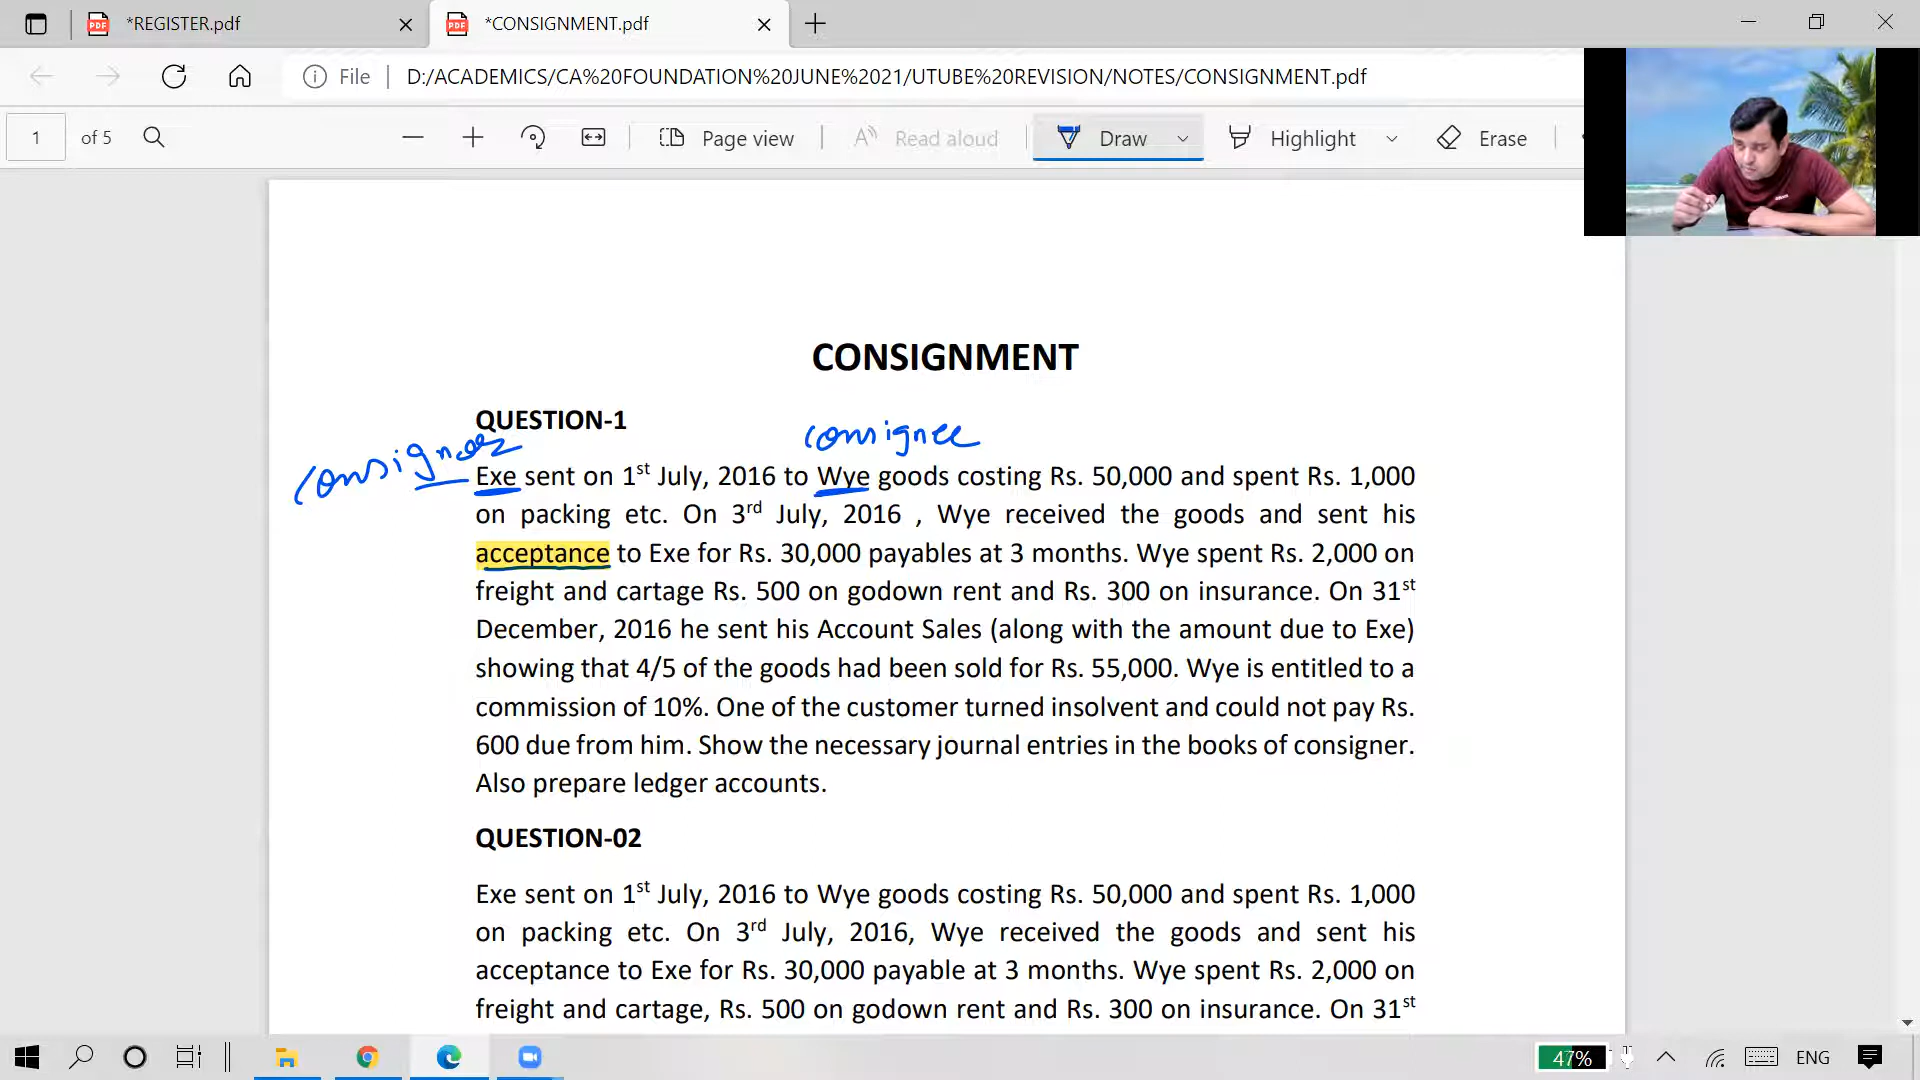 *REGISTER.pdf
*CONSIGNMENT.pdf
File D:/ACADEMICS/CA%20FOUNDATION%20JUNE%2021/UTUBE%20REVISION/NOTES/CONSIGNMENT.pdf
1 of 5 Page view Read aloud Draw Highlight Erase
CONSIGNMENT
QUESTION-1
consigner consignee
Exe sent on 1st July, 2016 to Wye goods costing Rs. 50,000 and spent Rs. 1,000
on packing etc. On 3rd July, 2016 , Wye received the goods and sent his
acceptance to Exe for Rs. 30,000 payables at 3 months. Wye spent Rs. 2,000 on
freight and cartage Rs. 500 on godown rent and Rs. 300 on insurance. On 31st
December, 2016 he sent his Account Sales (along with the amount due to Exe)
showing that 4/5 of the goods had been sold for Rs. 55,000. Wye is entitled to a
commission of 10%. One of the customer turned insolvent and could not pay Rs.
600 due from him. Show the necessary journal entries in the books of consigner.
Also prepare ledger accounts.
QUESTION-02
Exe sent on 1st July, 2016 to Wye goods costing Rs. 50,000 and spent Rs. 1,000
on packing etc. On 3rd July, 2016, Wye received the goods and sent his
acceptance to Exe for Rs. 30,000 payable at 3 months. Wye spent Rs. 2,000 on
freight and cartage, Rs. 500 on godown rent and Rs. 300 on insurance. On 31st
47% ENG